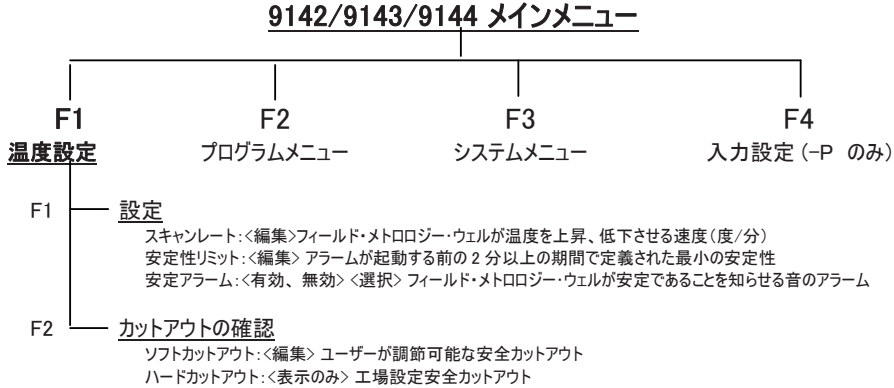 9142/9143/9144 メインメニュー
F1 F2 F3 F4
温度設定 プログラムメニュー システムメニュー 入力設定 (-P のみ)
F1 設定
スキャンレート:<編集>フィールド・メトロロジー・ウェルが温度を上昇、低下させる速度(度/分)
安定性リミット:<編集> アラームが起動する前の 2 分以上の期間で定義された最小の安定性
安定アラーム:<有効、無効> <選択> フィールド・メトロロジー・ウェルが安定であることを知らせる音のアラーム
F2 カットアウトの確認
ソフトカットアウト:<編集> ユーザーが調節可能な安全カットアウト
ハードカットアウト:<表示のみ> 工場設定安全カットアウト